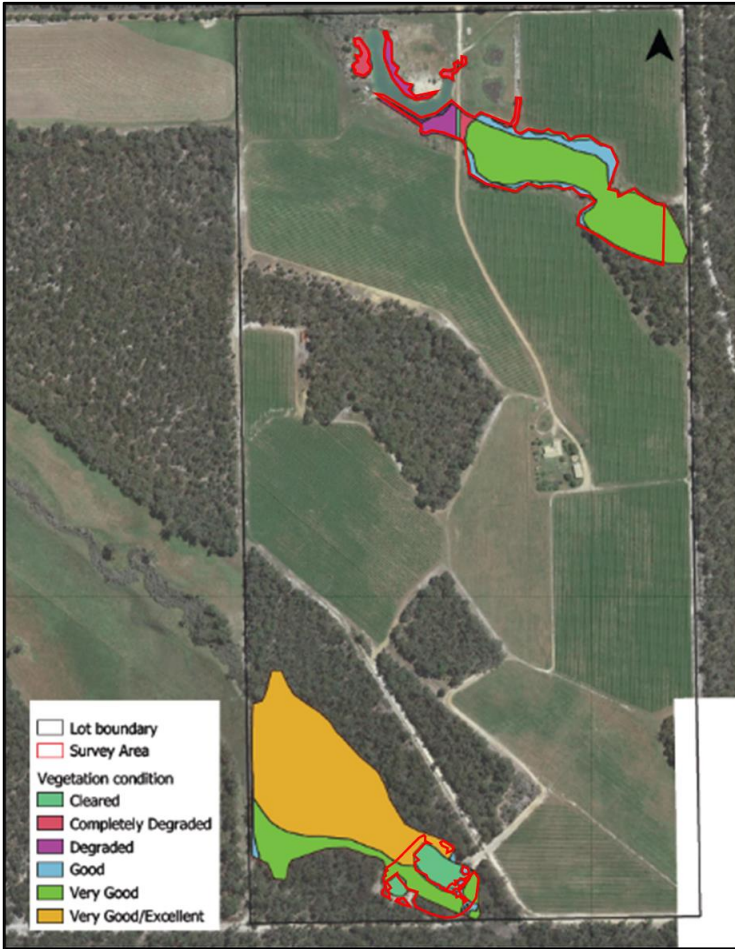 Lot boundary
Survey Area
Vegetation condition
Cleared
Completely Degraded
Degraded
Good
Very Good
Very Good/Excellent